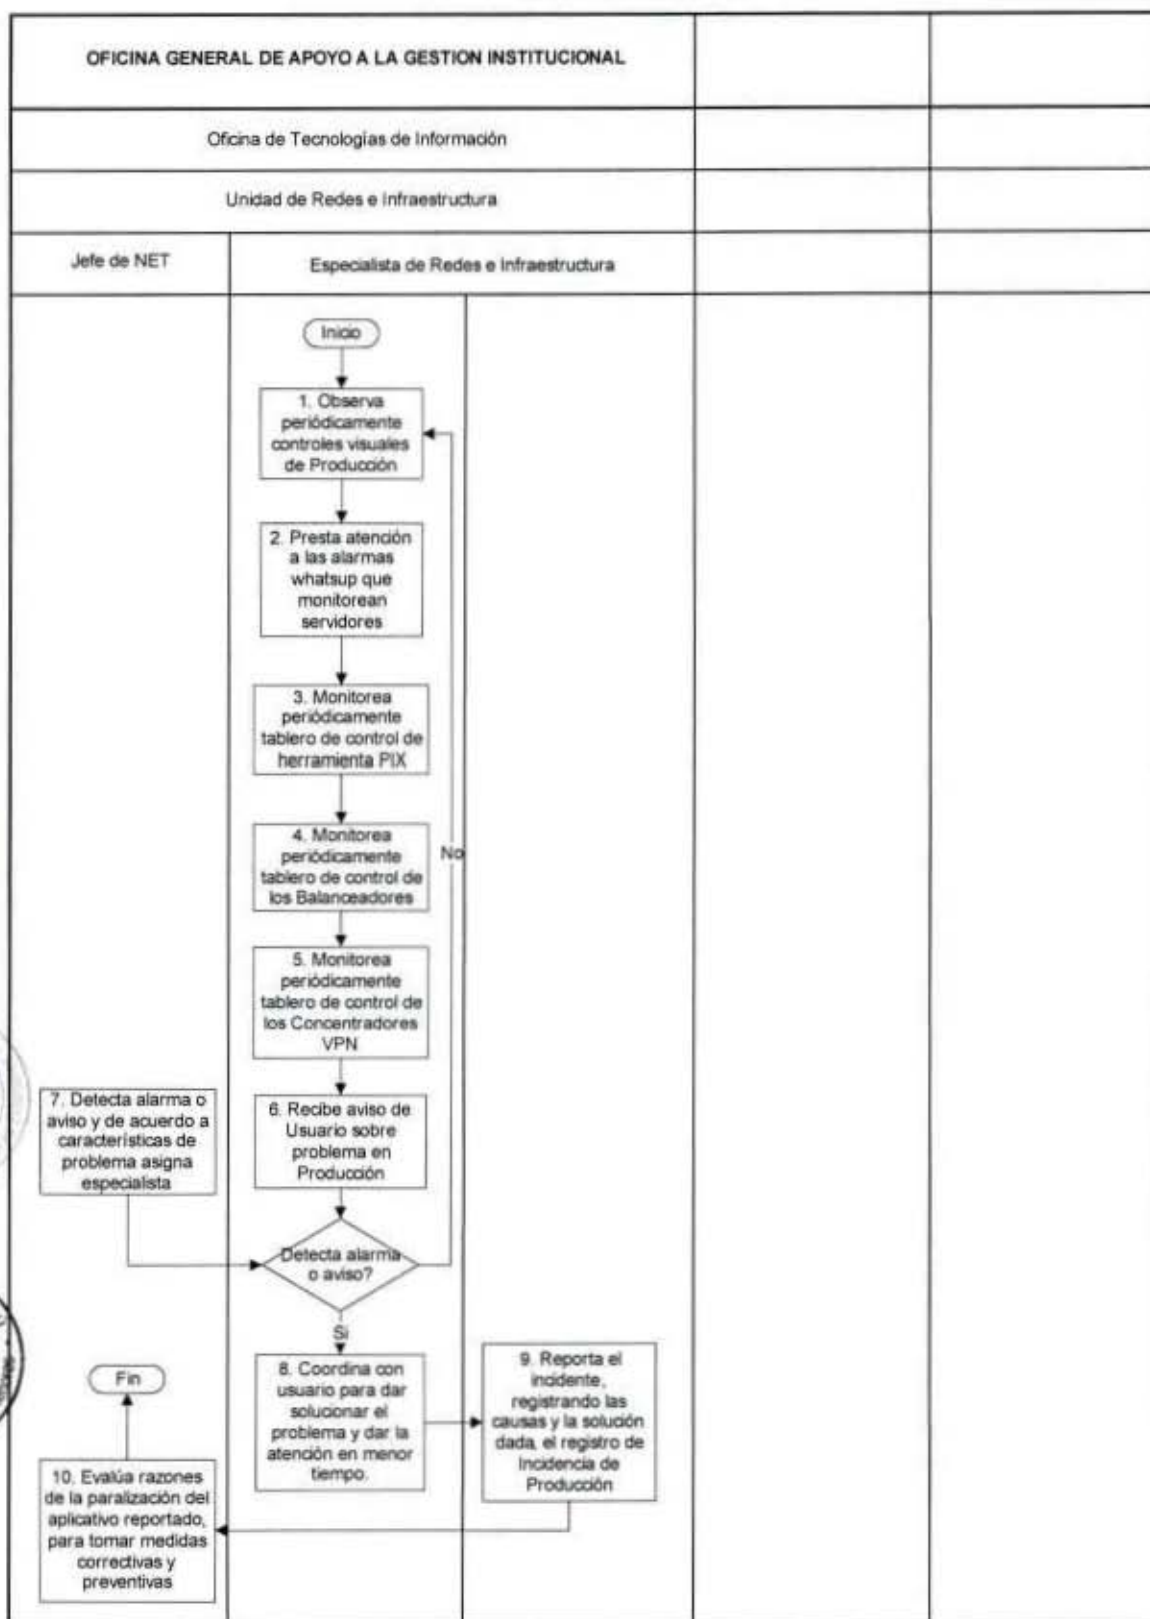 OFICINA GENERAL DE APOYO A LA GESTION INSTITUCIONAL
Oficina de Tecnologías de Información
Unidad de Redes e Infraestructura
Jefe de NET
Especialista de Redes e Infraestructura
Inicio
1. Observa
periódicamente
controles visuales
de Producción
2. Presta atención
a las alarmas
whatsup que
monitorean
servidores
3. Monitorea
periódicamente
tablero de control de
herramienta PIX
4. Monitorea
periódicamente
tablero de control de
los Balanceadores
No
5. Monitorea
periódicamente
tablero de control de
los Concentradores
VPN
7. Detecta alarma o
aviso y de acuerdo a
características de
problema asigna
especialista
6. Recibe aviso de
Usuario sobre
problema en
Producción
Detecta alarma
o aviso?
Si
8. Coordina con
usuario para dar
solucionar el
problema y dar la
atención en menor
tiempo.
9. Reporta el
incidente,
registrando las
causas y la solución
dada, el registro de
Incidencia de
Producción
Fin
10. Evalúa razones
de la paralización del
aplicativo reportado,
para tomar medidas
correctivas y
preventivas